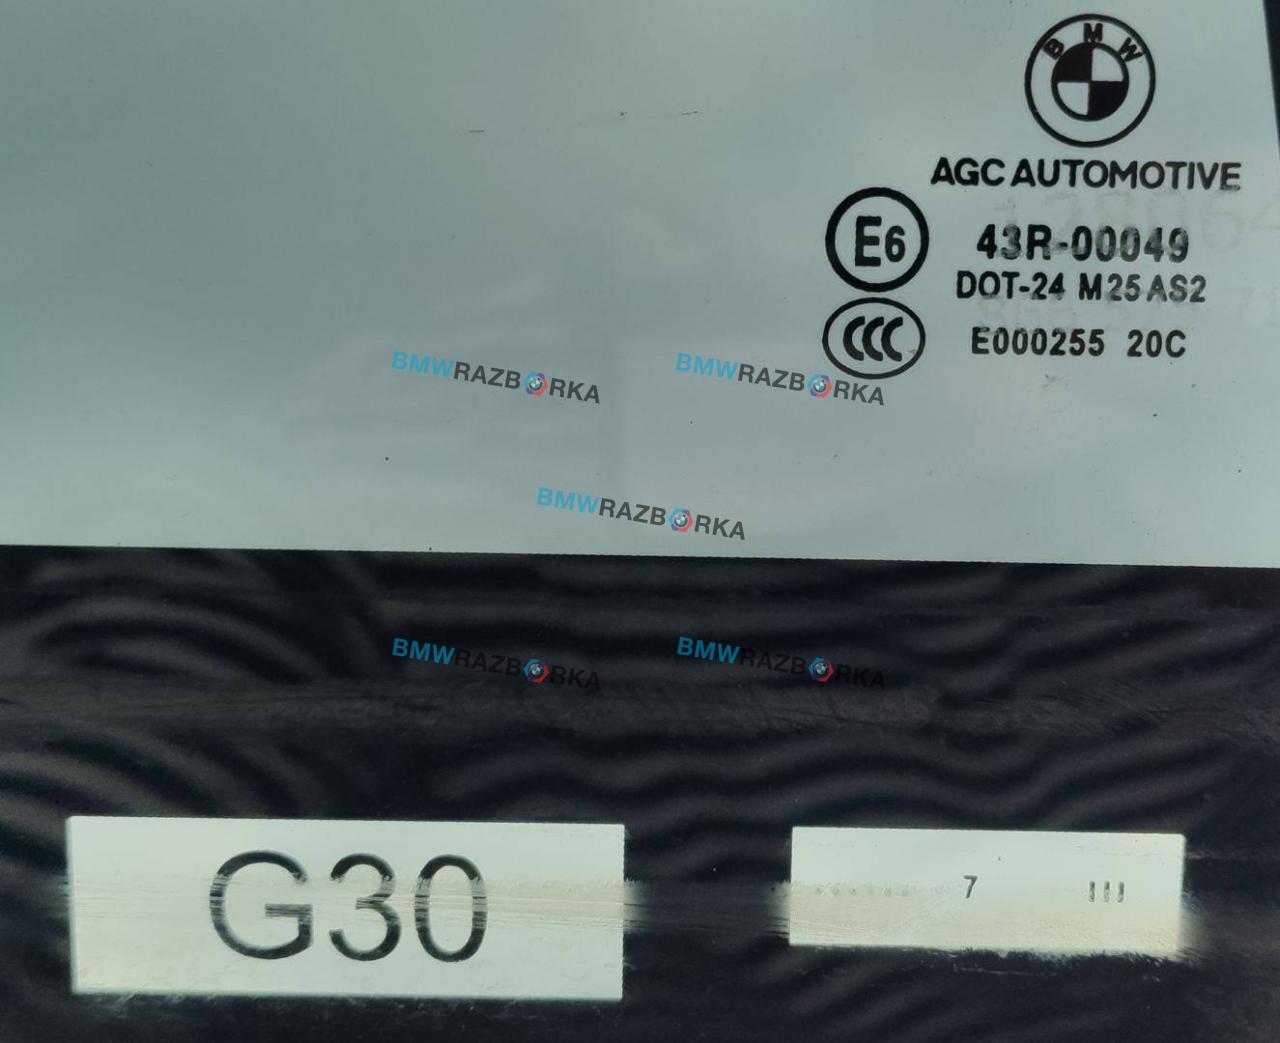 BMW
AGC AUTOMOTIVE
E6
43R-00049
DOT-24 M25 AS2
CCC
E000255 20C
BMWRAZBORKA
BMWRAZBORKA
BMWRAZBORKA
BMWRAZBORKA
BMWRAZBORKA
G30
7 III